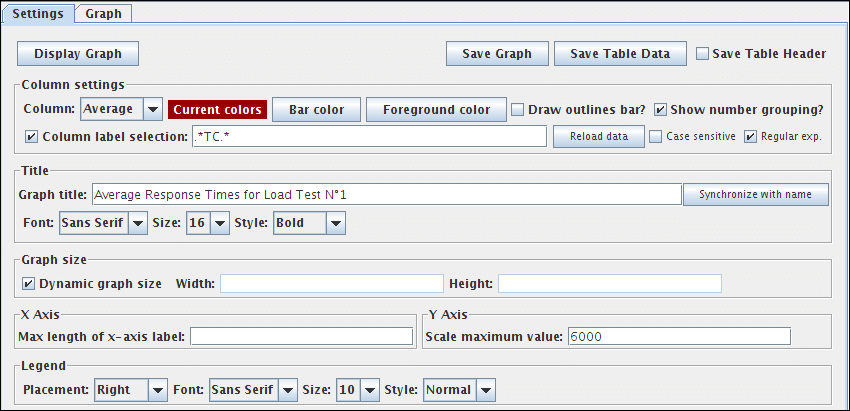 Settings Graph
Display Graph Save Graph Save Table Data Save Table Header
Column settings
Column: Average Current colors Bar color Foreground color Draw outlines bar? Show number grouping?
Column label selection: .*TC.* Reload data Case sensitive Regular exp.
Title
Graph title: Average Response Times for Load Test N°1 Synchronize with name
Font: Sans Serif Size: 16 Style: Bold
Graph size
Dynamic graph size Width: Height:
X Axis Y Axis
Max length of x-axis label: Scale maximum value: 6000
Legend
Placement: Right Font: Sans Serif Size: 10 Style: Normal